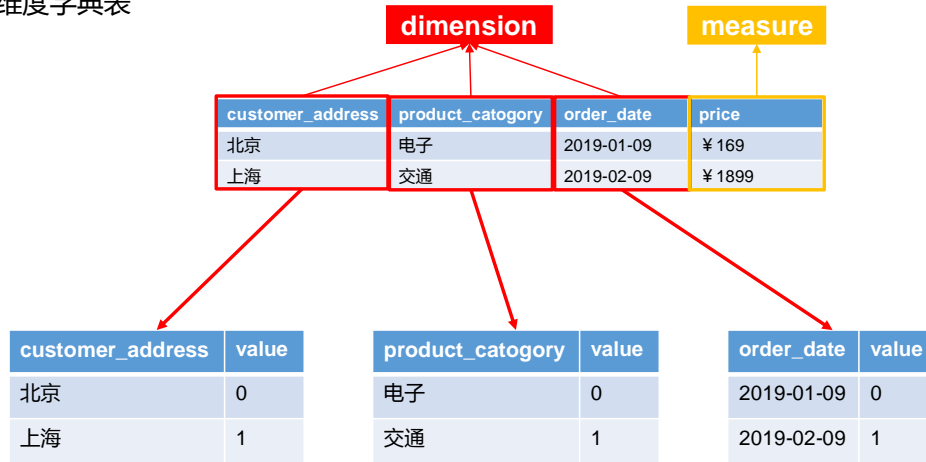 维度字典表
dimension
measure
customer_address product_catogory order_date price
北京 电子 2019-01-09 ￥169
上海 交通 2019-02-09 ￥1899
customer_address value
北京 0
上海 1
product_catogory value
电子 0
交通 1
order_date value
2019-01-09 0
2019-02-09 1